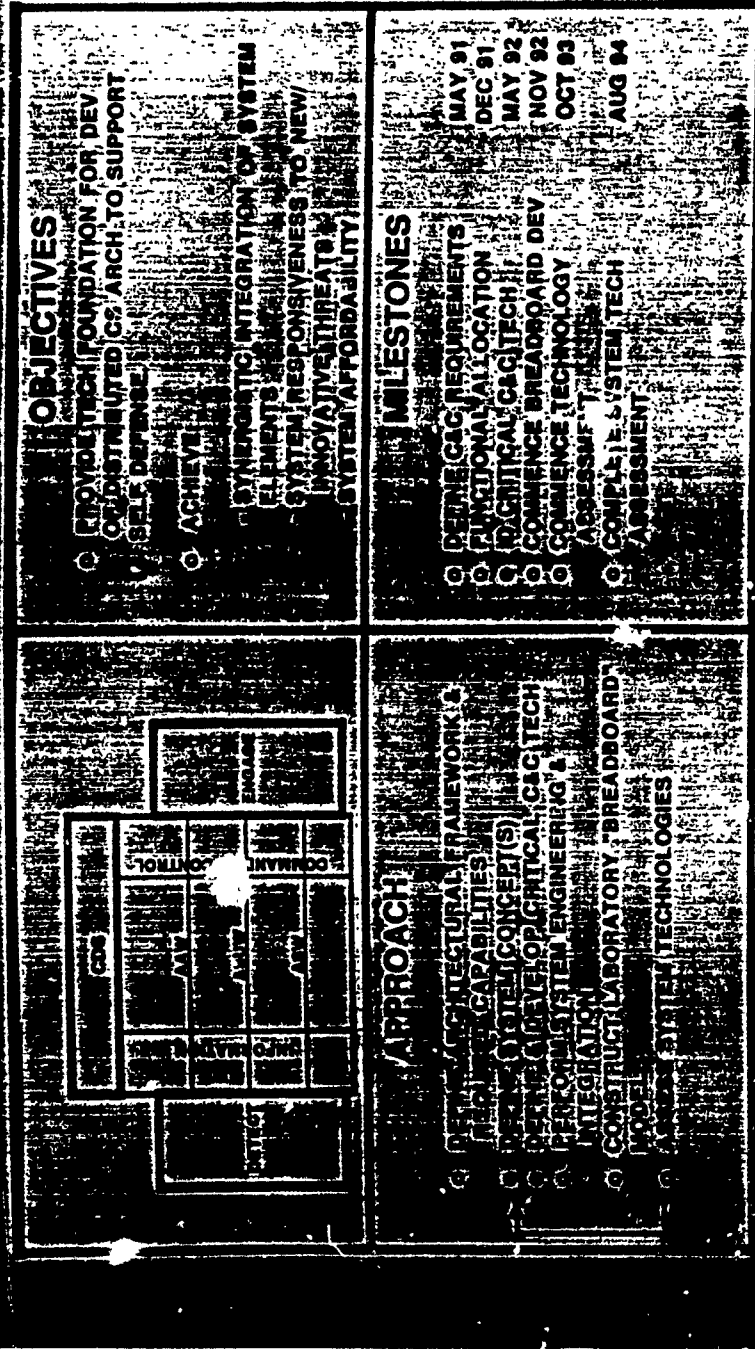 CDS
COMMAND
CONTROL
ENGAGE
OBJECTIVES
PROVIDE TECH FOUNDATION FOR DEV
OF DISTRIBUTED ARCH TO SUPPORT
SELF DEFENSE
ACHIEVE
SYNERGISTIC INTEGRATION OF SYSTEM
ELEMENTS
SYSTEM RESPONSIVENESS TO NEW/
INNOVATIVE THREATS
SYSTEM AFFORDABILITY
APPROACH
ARCHITECTURAL FRAMEWORK &
CAPABILITIES
SYSTEM CONCEPT(S)
DEFINE & DEVELOP CRITICAL C&C TECH
PERFORM SYSTEM ENGINEERING &
INTEGRATION
CONSTRUCT LABORATORY "BREADBOARD"
MODEL
ASSESS SYSTEM TECHNOLOGIES
MILESTONES
DEFINE C&C REQUIREMENTS MAY 91
FUNCTIONAL ALLOCATION DEC 91
ID CRITICAL C&C TECH MAY 92
COMMENCE BREADBOARD DEV NOV 92
COMMENCE TECHNOLOGY OCT 93
ASSESSMENT
COMPLETE SYSTEM TECH AUG 94
ASSESSMENT